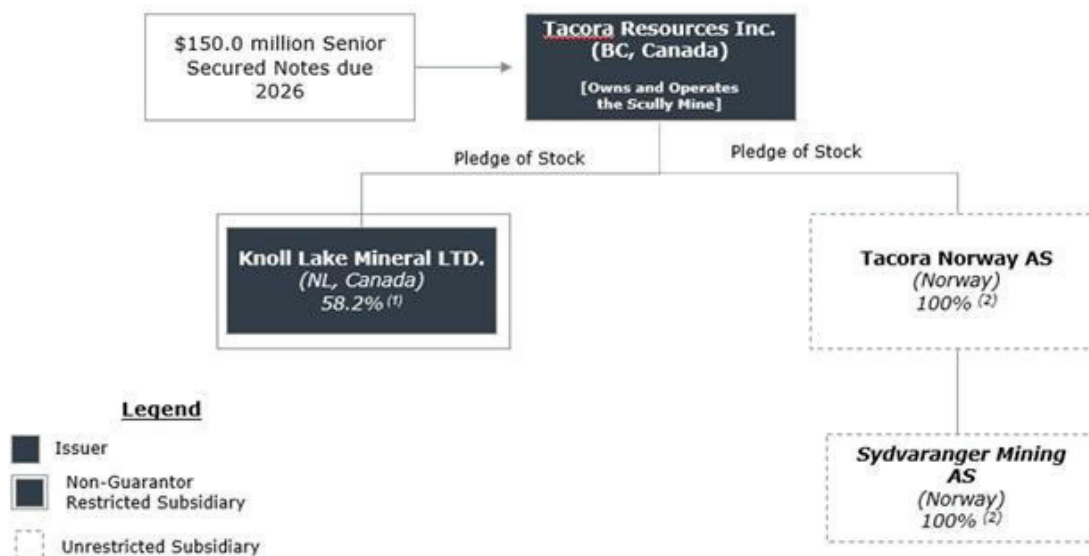 $150.0 million Senior
Secured Notes due
2026
Tacora Resources Inc.
(BC, Canada)
[Owns and Operates
the Scully Mine]
Pledge of Stock
Pledge of Stock
Knoll Lake Mineral LTD.
(NL, Canada)
58.2% (1)
Tacora Norway AS
(Norway)
100% (2)
Legend
Issuer
Non-Guarantor
Restricted Subsidiary
Unrestricted Subsidiary
Sydvaranger Mining
AS
(Norway)
100% (2)